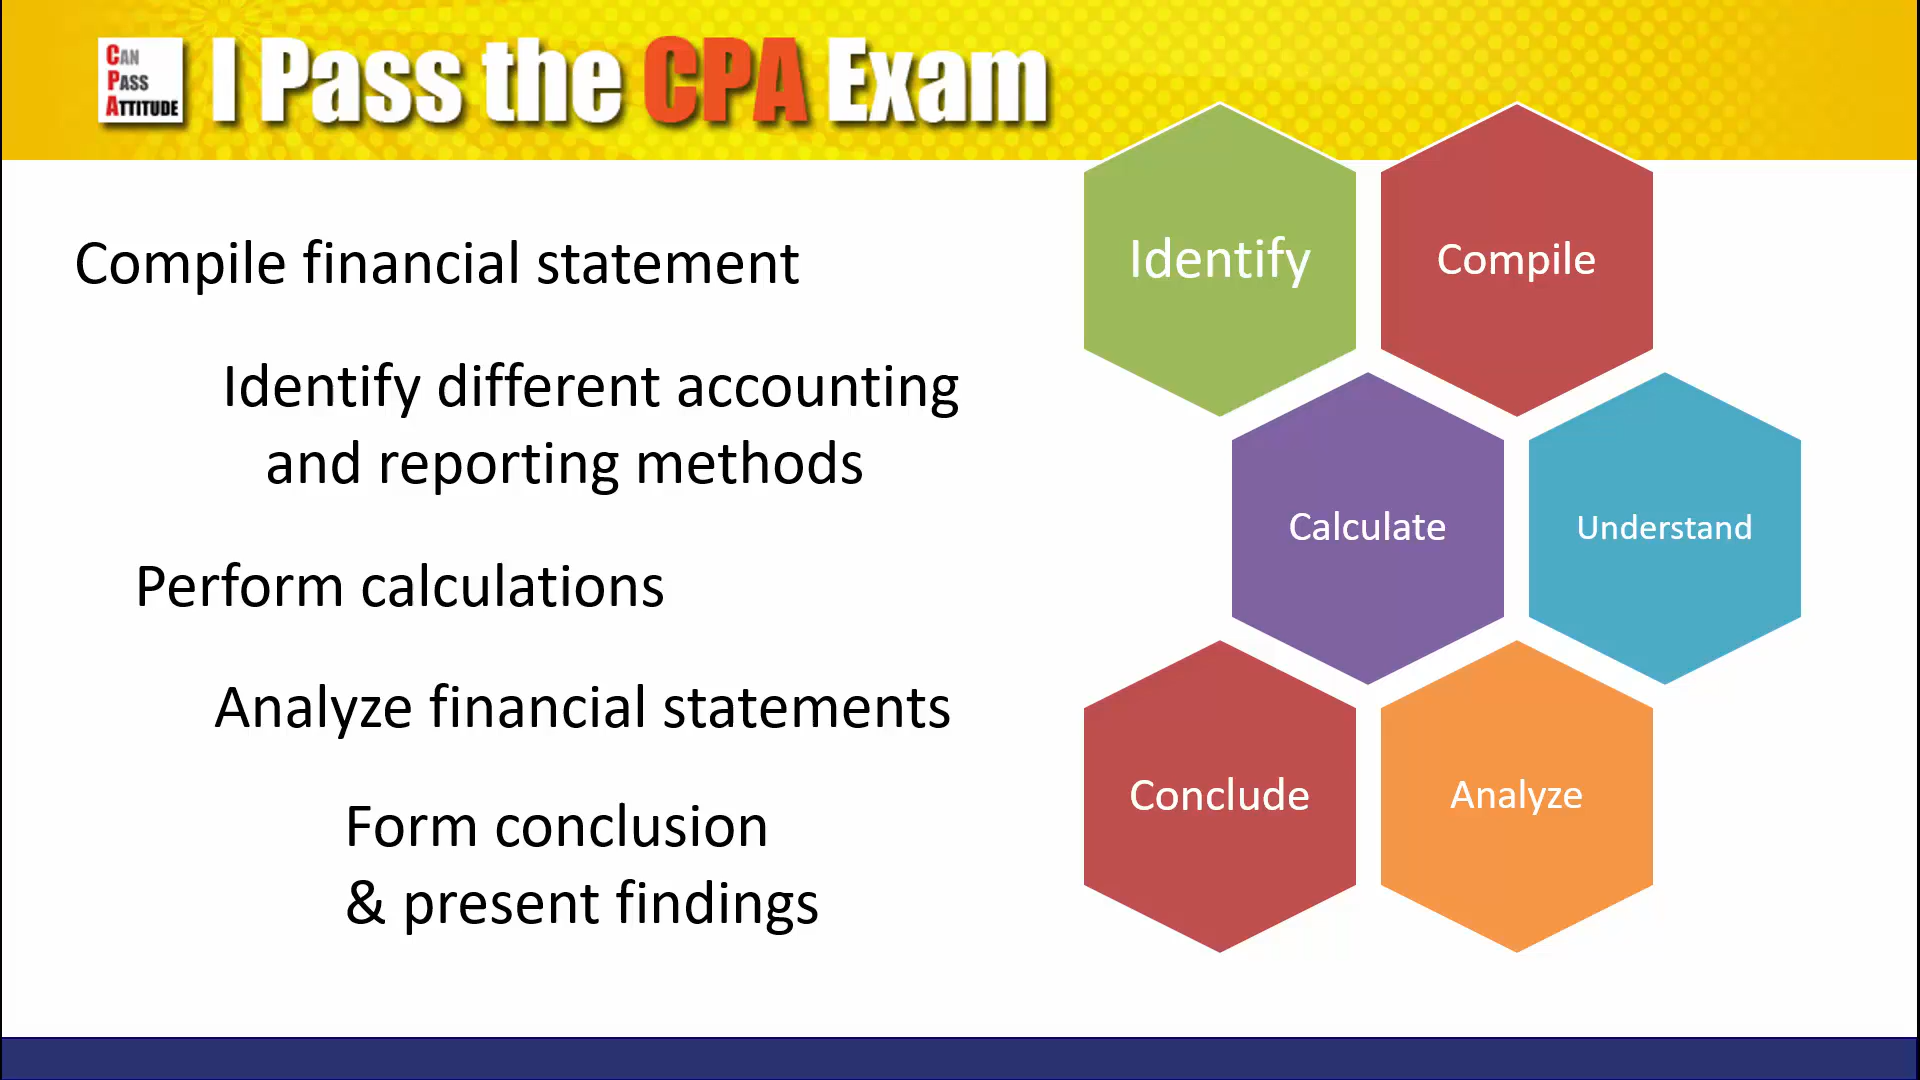 CAN
PASS
ATTITUDE
I Pass the CPA Exam
Compile financial statement
Identify different accounting
and reporting methods
Perform calculations
Analyze financial statements
Form conclusion
& present findings
Identify
Compile
Calculate
Understand
Conclude
Analyze